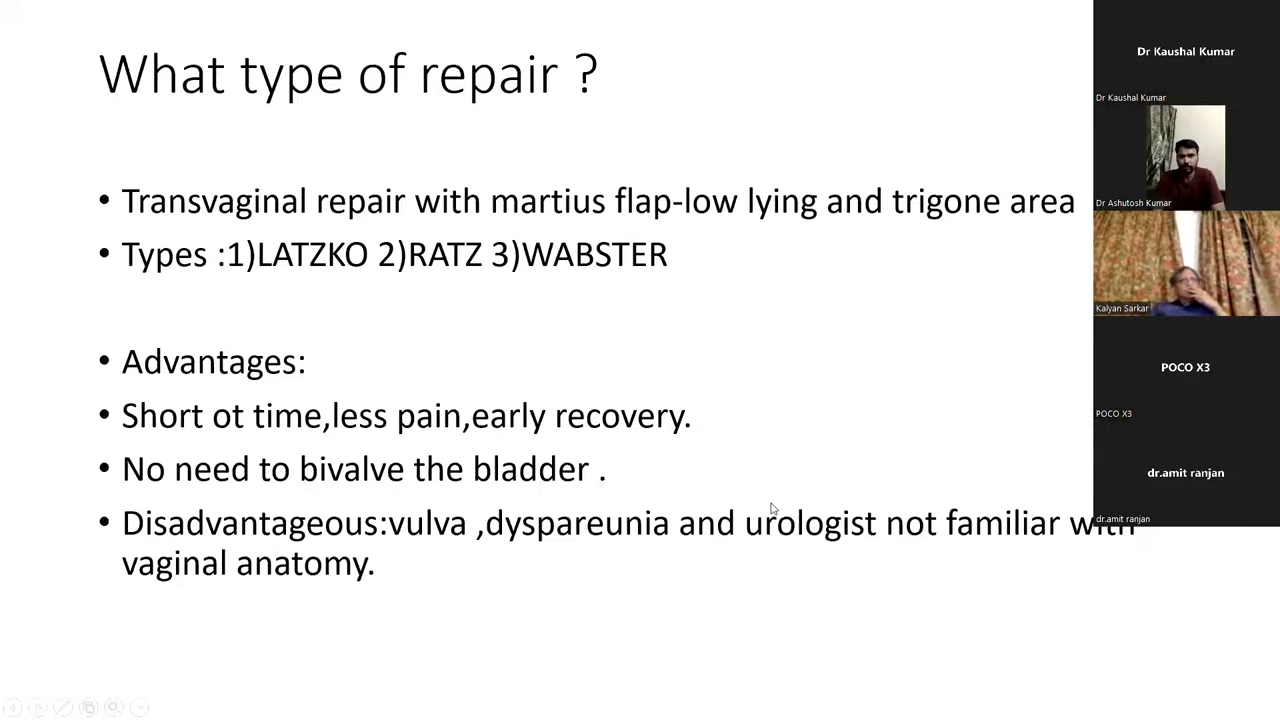 What type of repair ?
• Transvaginal repair with martius flap-low lying and trigone area
• Types :1)LATZKO 2)RATZ 3)WABSTER
• Advantages:
• Short ot time,less pain,early recovery.
• No need to bivalve the bladder .
• Disadvantageous:vulva ,dyspareunia and urologist not familiar with
vaginal anatomy.
Dr Kaushal Kumar
Dr Kaushal Kumar
Dr Ashutosh Kumar
Kalyan Sarkar
POCO X3
POCO X3
dr.amit ranjan
dr.amit ranjan